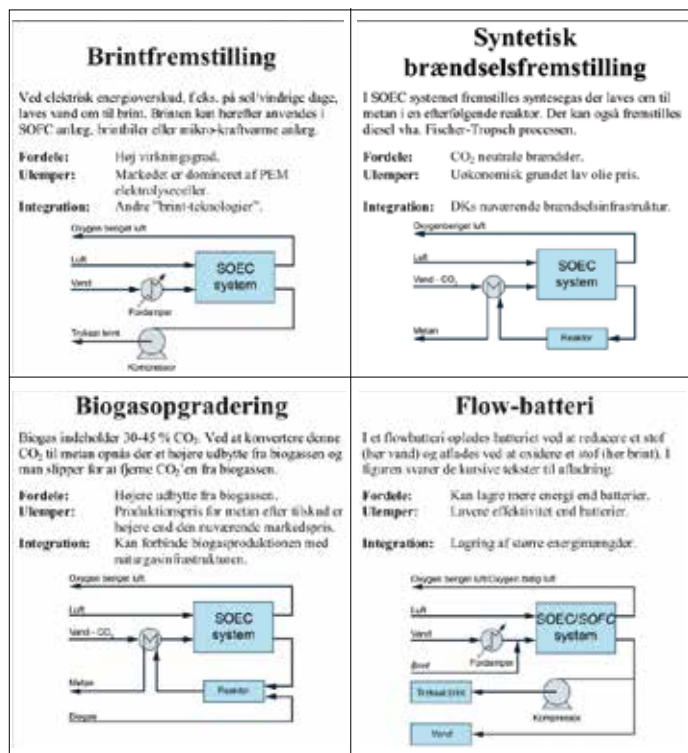 Brintfremstilling
Ved elektrisk energioverskud, f.eks. på sol/vindrige dage,
laves vand om til brint. Brinten kan herefter anvendes i
SOFC anlæg, brintbiler eller mikro-kraftvarme anlæg.
Fordele: Høj virkningsgrad.
Ulemper: Markedet er domineret af PEM
elektrolyseceller.
Integration: Andre "brint-teknologier".
Oxygen beriget luft
Luft
Vand
Fordamper
SOEC
system
Tryksat brint
Kompressor
Syntetisk
brændselsfremstilling
I SOEC systemet fremstilles syntesegas der laves om til
metan i en efterfølgende reaktor. Der kan også fremstilles
diesel vha. Fischer-Tropsch processen.
Fordele: CO2 neutrale brændsler.
Ulemper: Uøkonomisk grundet lav olie pris.
Integration: DKs nuværende brændselsinfrastruktur.
Oxygenberiget luft
Luft
Vand - CO2
SOEC
system
Metan
Reaktor
Biogasopgradering
Biogas indeholder 30-45 % CO2. Ved at konvertere denne
CO2 til metan opnås der et højere udbytte fra biogassen og
man slipper for at fjerne CO2'en fra biogassen.
Fordele: Højere udbytte fra biogassen.
Ulemper: Produktionspris for metan efter tilskud er
højere end den nuværende markedspris.
Integration: Kan forbinde biogasproduktionen med
naturgasinfrastrukturen.
Oxygen beriget luft
Luft
Vand - CO2
SOEC
system
Metan
Reaktor
Biogas
Flow-batteri
I et flowbatteri oplades batteriet ved at reducere et stof
(her vand) og aflades ved at oxidere et stof (her brint). I
figuren svarer de kursive tekster til afladning.
Fordele: Kan lagre mere energi end batterier.
Ulemper: Lavere effektivitet end batterier.
Integration: Lagring af større energimængder.
Oxygen beriget luft/Oxygen fattig luft
Luft
Vand
Brint
Fordamper
SOEC/SOFC
system
Tryksat brint
Kompressor
Vand